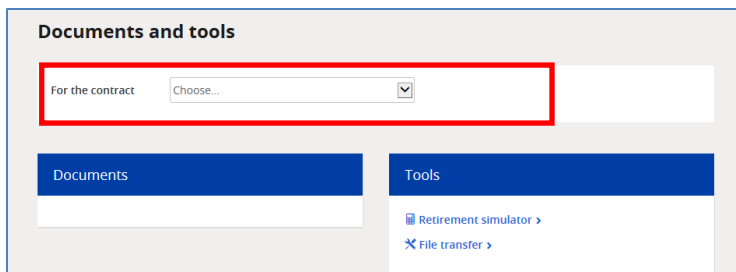 Documents and tools
For the contract
Choose...
Documents
Tools
Retirement simulator >
File transfer >